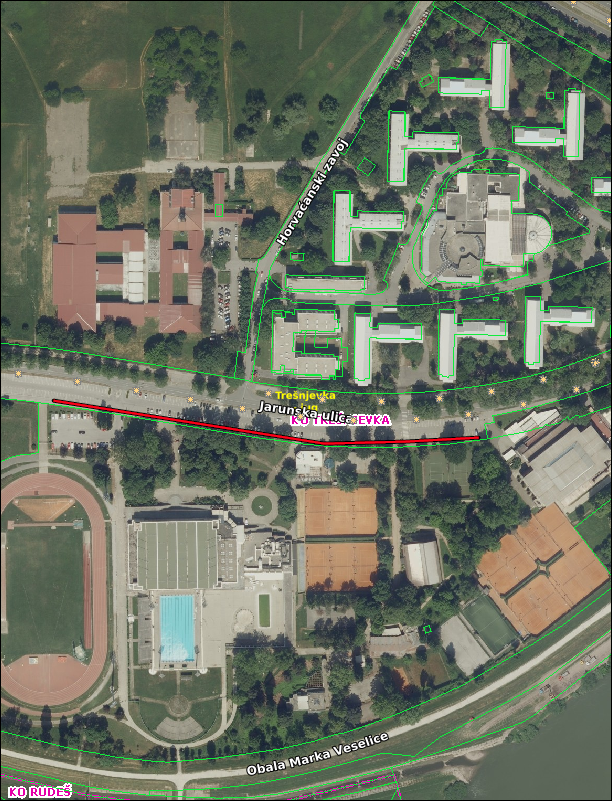 Horvaćanski zavoj
Trešnjevka
Jarunska ulica
Obala Marka Veselice
KO RUDEŠ